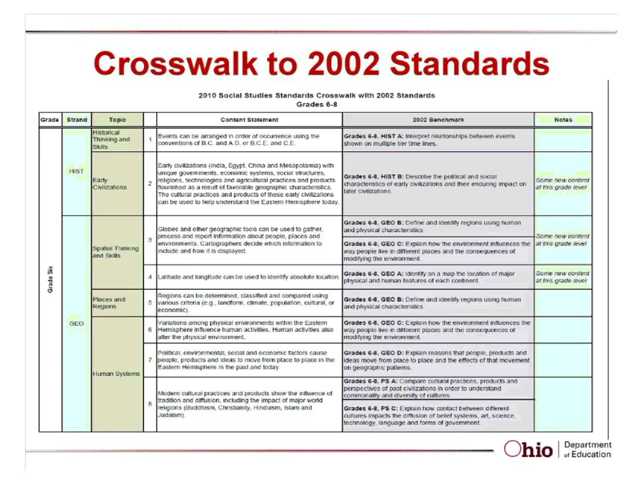 Crosswalk to 2002 Standards
2010 Social Studies Standards Crosswalk with 2002 Standards
Grades 6-8
Grade Strand Topic Content Statement 2002 Benchmark Notes
Grade Six
HIST
Historical
Thinking and
Skills
1
Events can be arranged in order of occurrence using the
conventions of B.C. and A.D. or B.C.E. and C.E.
Grades 6-8, HIST A: Interpret relationships between events
shown on multiple-tier time lines.
Early
Civilizations
2
Early civilizations (India, Egypt, China and Mesopotamia) with
unique governments, economic systems, social structures,
religions, technologies and agricultural practices and products
flourished as a result of favorable geographic characteristics.
The cultural practices and products of these early civilizations
can be used to help understand the Eastern Hemisphere today.
Grades 6-8, HIST B: Describe the political and social
characteristics of early civilizations and their enduring impact on
later civilizations
Some new content
at this grade level
GEO
Spatial Thinking
and Skills
3
Globes and other geographic tools can be used to gather,
process and report information about people, places and
environments. Cartographers decide which information to
include and how it is displayed.
Grades 6-8, GEO B: Define and identify regions using human
and physical characteristics.
Grades 6-8, GEO C: Explain how the environment influences the
way people live in different places and the consequences of
modifying the environment.
Some new content
at this grade level
4
Latitude and longitude can be used to identify absolute location.
Grades 6-8, GEO A: Identify on a map the location of major
physical and human features of each continent.
Some new content
at this grade level
Places and
Regions
5
Regions can be determined, classified and compared using
various criteria (e.g., landform, climate, population, cultural, or
economic).
Grades 6-8, GEO B: Define and identify regions using human
and physical characteristics.
Human Systems
6
Variations among physical environments within the Eastern
Hemisphere influence human activities. Human activities also
alter the physical environment.
Grades 6-8, GEO C: Explain how the environment influences the
way people live in different places and the consequences of
modifying the environment.
7
Political, environmental, social and economic factors cause
people, products and ideas to move from place to place in the
Eastern Hemisphere in the past and today
Grades 6-8, GEO D: Explain reasons that people, products and
ideas move from place to place and the effects of that movement
on geographic patterns.
8
Modern cultural practices and products show the influence of
tradition and diffusion, including the impact of major world
religions (Buddhism, Christianity, Hinduism, Islam and
Judaism).
Grades 6-8, PS A: Compare cultural practices, products and
perspectives of past civilizations in order to understand
commonality and diversity of cultures.
Grades 6-8, PS C: Explain how contact between different
cultures impacts the diffusion of belief systems, art, science,
technology, language and forms of government.
Ohio Department
of Education